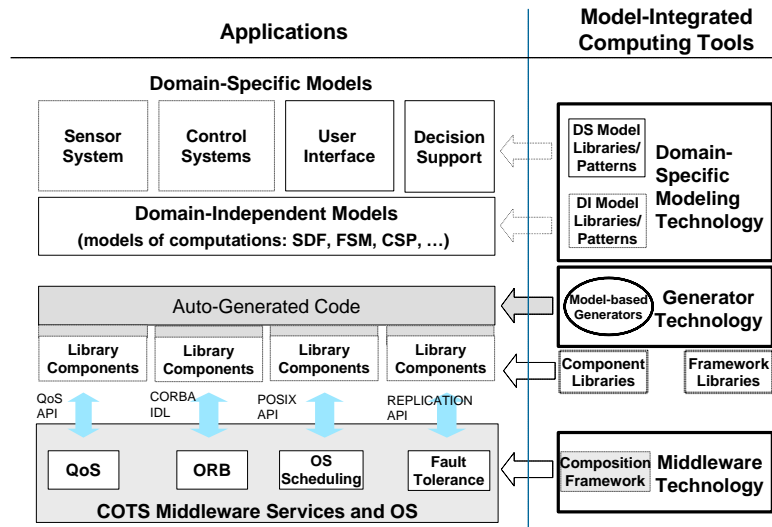 Applications
Model-Integrated
Computing Tools
Domain-Specific Models
Sensor
System
Control
Systems
User
Interface
Decision
Support
DS Model
Libraries/
Patterns
DI Model
Libraries/
Patterns
Domain-
Specific
Modeling
Technology
Domain-Independent Models
(models of computations: SDF, FSM, CSP, …)
Auto-Generated Code
Model-based
Generators
Generator
Technology
Library
Components
Library
Components
Library
Components
Library
Components
Component
Libraries
Framework
Libraries
QoS
API
CORBA
IDL
POSIX
API
REPLICATION
API
QoS
ORB
OS
Scheduling
Fault
Tolerance
COTS Middleware Services and OS
Composition
Framework
Middleware
Technology